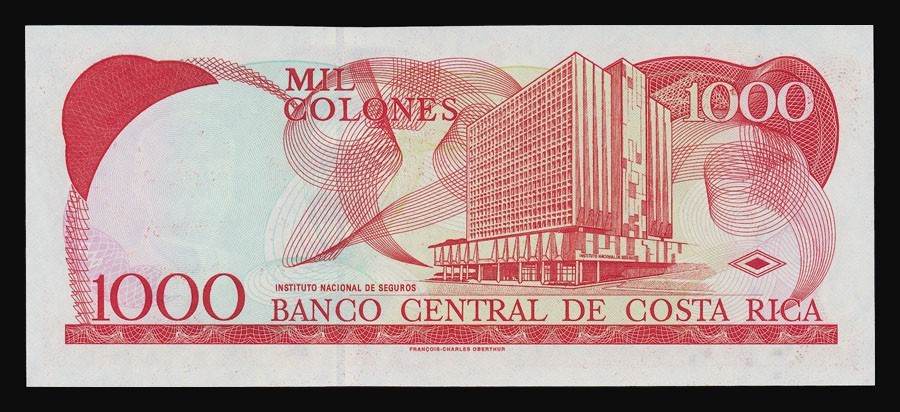 MIL
COLONES
1000
INSTITUTO NACIONAL DE SEGUROS
INSTITUTO NACIONAL DE SEGUROS
1000
BANCO CENTRAL DE COSTA RICA
FRANÇOIS-CHARLES OBERTHUR